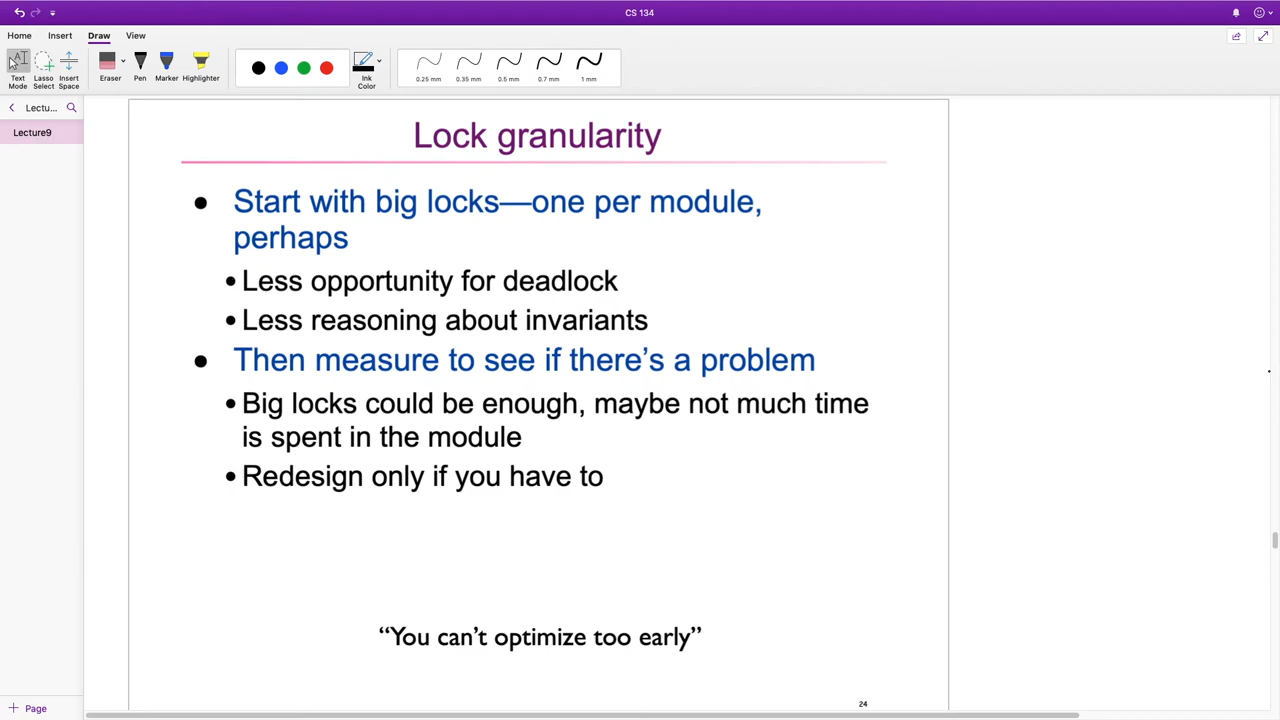 CS 134
Home Insert Draw View
Text Mode
Lasso Select
Insert Space
Eraser
Pen
Marker
Highlighter
Ink Color
0.25 mm
0.35 mm
0.5 mm
0.7 mm
1 mm
Lectu...
Lecture9
Lock granularity
• Start with big locks—one per module,
perhaps
• Less opportunity for deadlock
• Less reasoning about invariants
• Then measure to see if there’s a problem
• Big locks could be enough, maybe not much time
is spent in the module
• Redesign only if you have to
“You can’t optimize too early”
24
+ Page